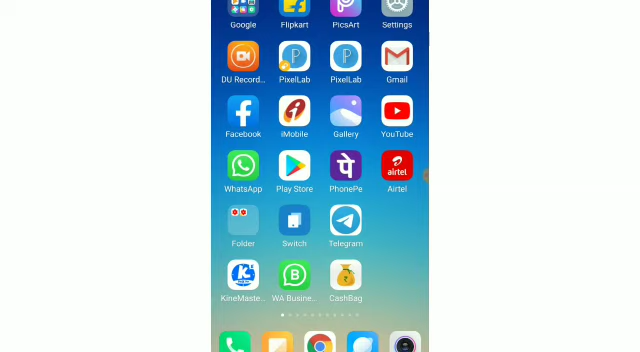 Google Flipkart PicsArt Settings
DU Record.. PixelLab PixelLab Gmail
Facebook iMobile Gallery YouTube
airtel
WhatsApp Play Store PhonePe Airtel
Folder Switch Telegram
KineMaste.. WA Busine.. CashBag